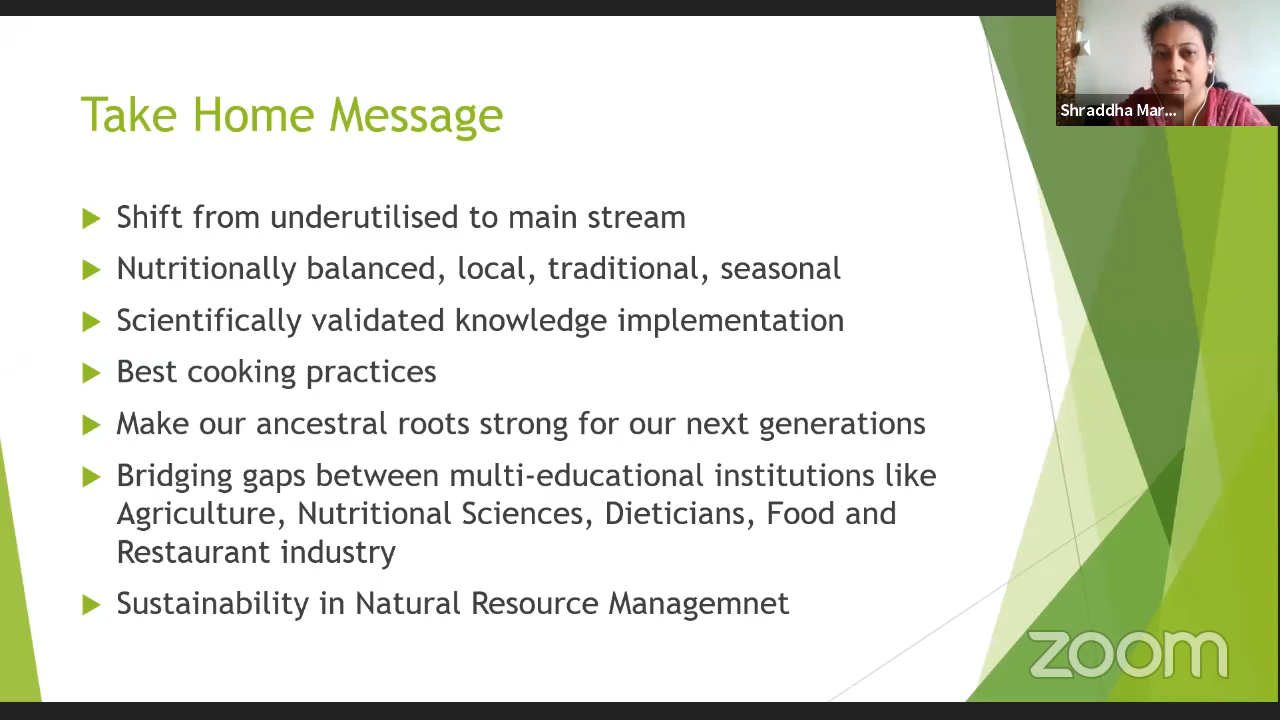 Take Home Message
Shraddha Mar...
Shift from underutilised to main stream
Nutritionally balanced, local, traditional, seasonal
Scientifically validated knowledge implementation
Best cooking practices
Make our ancestral roots strong for our next generations
Bridging gaps between multi-educational institutions like
Agriculture, Nutritional Sciences, Dieticians, Food and
Restaurant industry
Sustainability in Natural Resource Managemnet
zoom